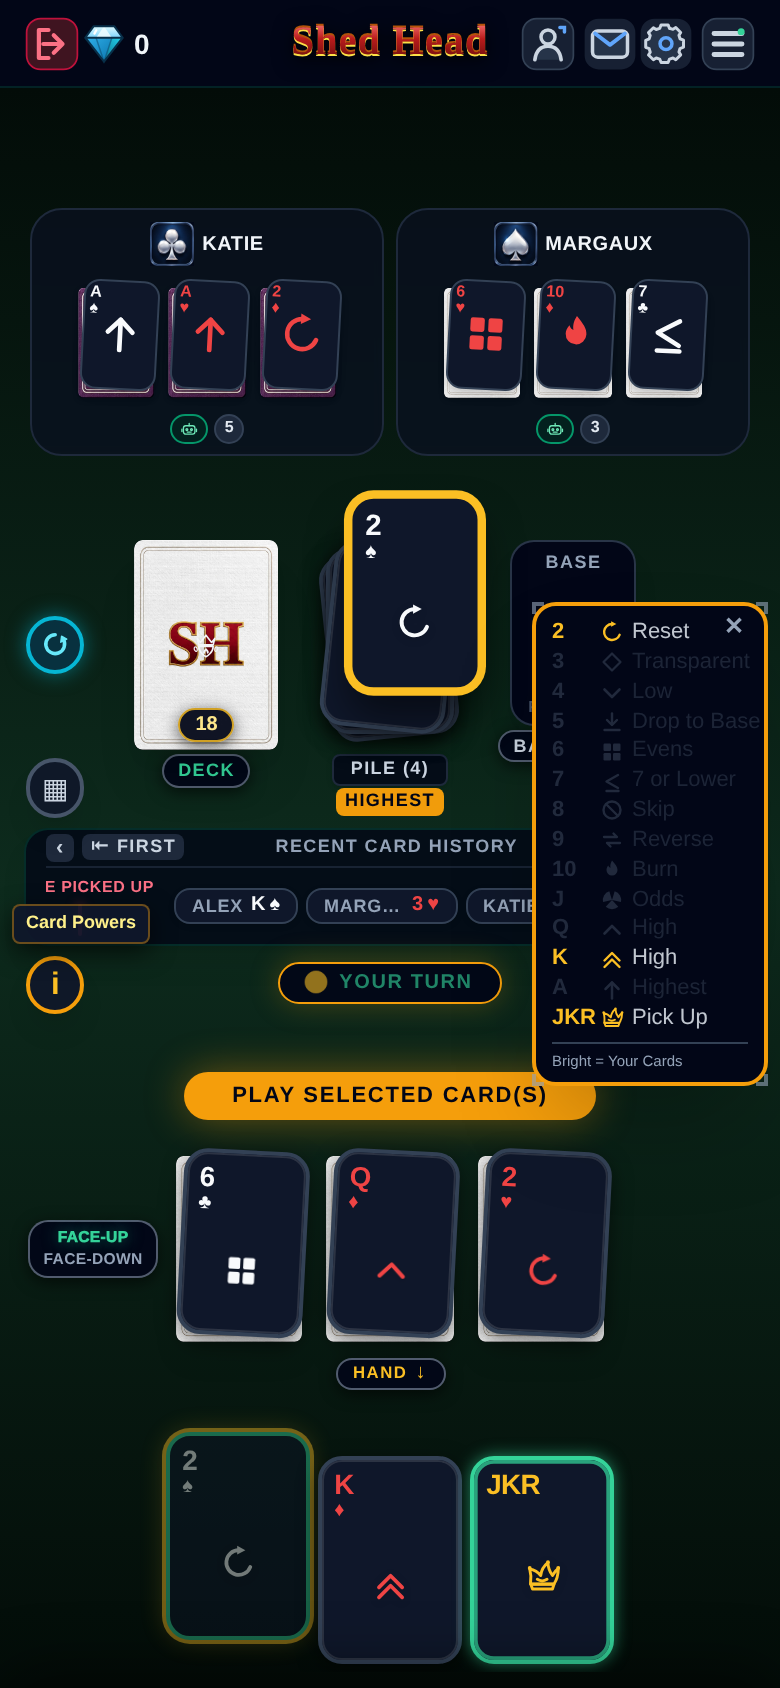 0
Shed Head
KATIE
MARGAUX
A
A
2
6
10
7
5
3
2
BASE
SH
18
DECK
PILE (4)
HIGHEST
BA
2 Reset ✕
3 Transparent
4 Low
5 Drop to Base
6 Evens
7 7 or Lower
8 Skip
9 Reverse
10 Burn
J Odds
Q High
K High
A Highest
JKR Pick Up
Bright = Your Cards
‹ FIRST RECENT CARD HISTORY
E PICKED UP
ALEX K♠
MARG... 3♥
KATIE
Card Powers
i
YOUR TURN
PLAY SELECTED CARD(S)
6
Q
2
FACE-UP
FACE-DOWN
HAND ↓
2
K
JKR